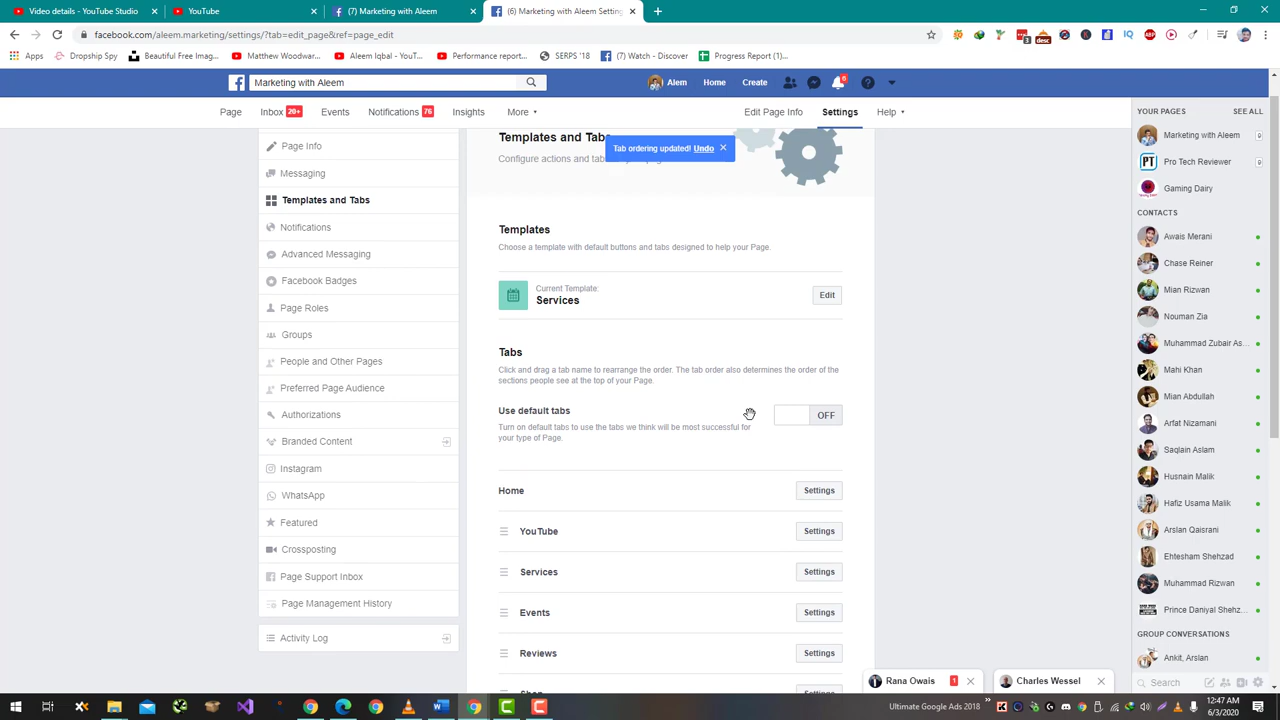 Video details - YouTube Studio
YouTube
(7) Marketing with Aleem
(6) Marketing with Aleem Setting
facebook.com/aleem.marketing/settings/?tab=edit_page&ref=page_edit
Apps
Dropship Spy
Beautiful Free Imag...
Matthew Woodwar...
Aleem Iqbal - YouT...
Performance report...
SERPS '18
(7) Watch - Discover
Progress Report (1)...
Marketing with Aleem
Alem
Home
Create
8
Page
Inbox 20+
Events
Notifications 76
Insights
More
Edit Page Info
Settings
Help
Page Info
Messaging
Templates and Tabs
Notifications
Advanced Messaging
Facebook Badges
Page Roles
Groups
People and Other Pages
Preferred Page Audience
Authorizations
Branded Content
Instagram
WhatsApp
Featured
Crossposting
Page Support Inbox
Page Management History
Activity Log
Templates and Tabs
Tab ordering updated! Undo
Configure actions and tab
Templates
Choose a template with default buttons and tabs designed to help your Page.
Current Template:
Services
Edit
Tabs
Click and drag a tab name to rearrange the order. The tab order also determines the order of the
sections people see at the top of your Page.
Use default tabs
OFF
Turn on default tabs to use the tabs we think will be most successful for
your type of Page.
Home
Settings
YouTube
Settings
Services
Settings
Events
Settings
Reviews
Settings
Shop
YOUR PAGES
SEE ALL
Marketing with Aleem
Pro Tech Reviewer
Gaming Dairy
CONTACTS
Awais Merani
Chase Reiner
Mian Rizwan
Nouman Zia
Muhammad Zubair As...
Mahi Khan
Mian Abdullah
Arfat Nizamani
Saqlain Aslam
Husnain Malik
Hafiz Usama Malik
Arslan Qaisrani
Ehtesham Shehzad
Muhammad Rizwan
Prince Daniyal Shehz...
GROUP CONVERSATIONS
Ankit, Arslan
Search
Rana Owais
1
Charles Wessel
Ultimate Google Ads 2018
12:47 AM
6/3/2020